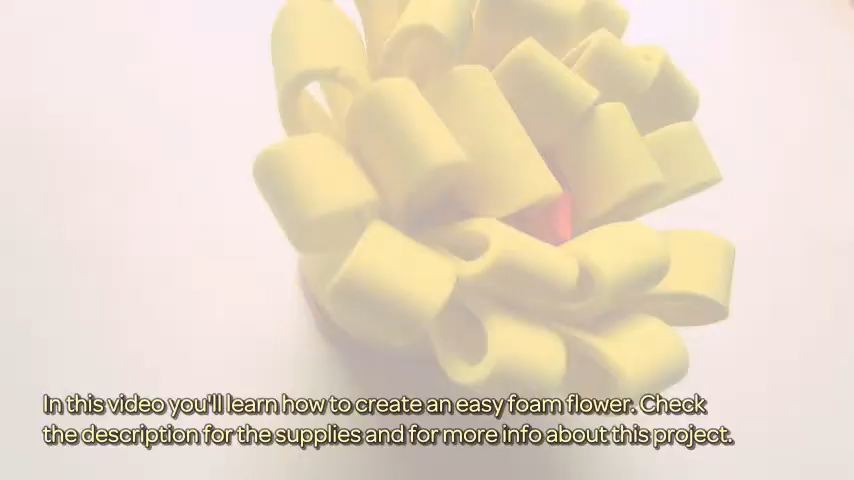 In this video you'll learn how to create an easy foam flower. Check
the description for the supplies and for more info about this project.